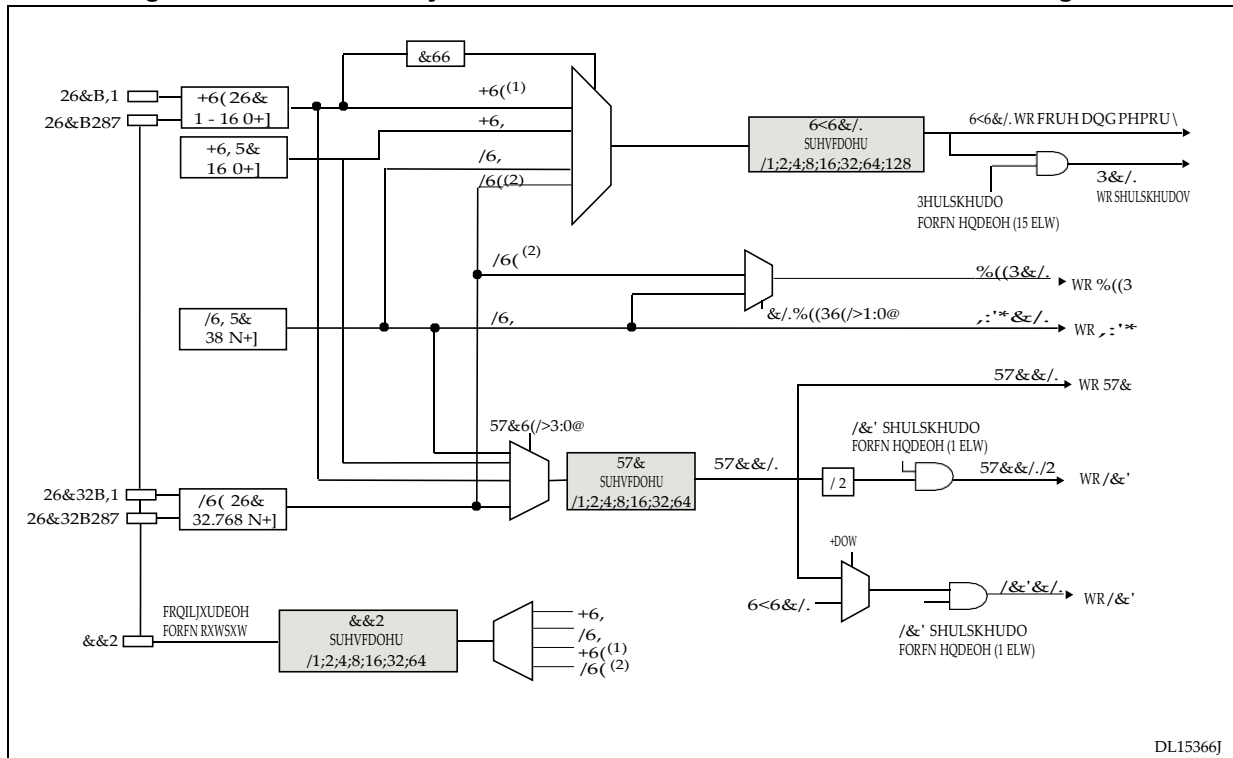 &66
26&B,1
26&B287
+6( 26&
1 - 16 0+]
+6, 5&
16 0+]
+6((1)
+6,
/6,
/6((2)
6<6&/.
SUHVFDOHU
/1;2;4;8;16;32;64;128
6<6&/. WR FRUH DQG PHPRU\
3&/.
WR SHULSKHUDOV
3HULSKHUDO
FORFN HQDEOH (15 ELW)
/6( (2)
%((3&/.
WR %((3
&/.%((36(/>1:0@
/6, 5&
38 N+]
/6,
,:'*&/.
WR ,:'*
57&&/.
WR 57&
57&6(/>3:0@
57&
SUHVFDOHU
/1;2;4;8;16;32;64
57&&/.
/&' SHULSKHUDO
FORFN HQDEOH (1 ELW)
/ 2
57&&/./2
WR /&'
26&32B,1
26&32B287
/6( 26&
32.768 N+]
+DOW
6<6&/.
/&'&/.
WR /&'
/&' SHULSKHUDO
FORFN HQDEOH (1 ELW)
&&2
FRQILJXUDEOH
FORFN RXWSXW
&&2
SUHVFDOHU
/1;2;4;8;16;32;64
+6,
/6,
+6((1)
/6( (2)
DL15366J